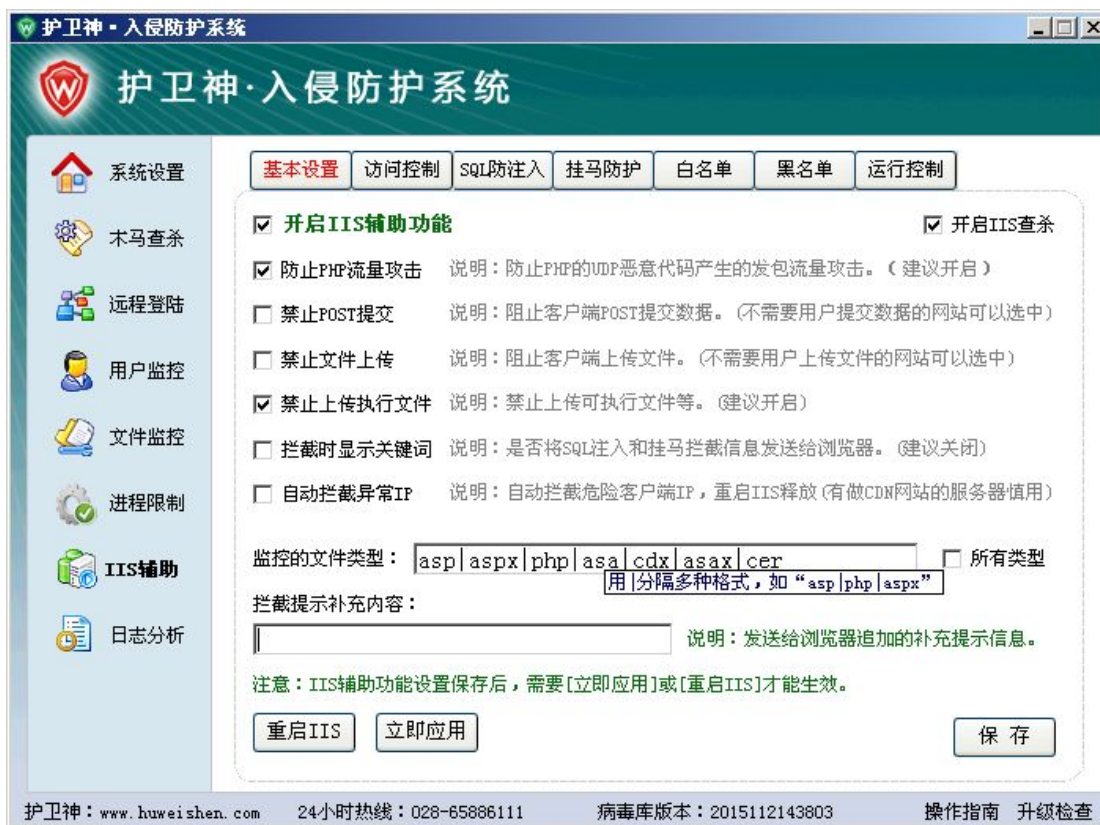 护卫神·入侵防护系统
护卫神·入侵防护系统
系统设置
木马查杀
远程登陆
用户监控
文件监控
进程限制
IIS辅助
日志分析
基本设置 访问控制 SQL防注入 挂马防护 白名单 黑名单 运行控制
开启IIS辅助功能 开启IIS查杀
防止PHP流量攻击 说明：防止PHP的UDP恶意代码产生的发包流量攻击。(建议开启)
禁止POST提交 说明：阻止客户端POST提交数据。(不需要用户提交数据的网站可以选中)
禁止文件上传 说明：阻止客户端上传文件。(不需要用户上传文件的网站可以选中)
禁止上传执行文件 说明：禁止上传可执行文件等。(建议开启)
拦截时显示关键词 说明：是否将SQL注入和挂马拦截信息发送给浏览器。(建议关闭)
自动拦截异常IP 说明：自动拦截危险客户端IP，重启IIS释放(有做CDN网站的服务器慎用)
监控的文件类型： asp|aspx|php|asa|cdx|asax|cer 所有类型
用|分隔多种格式，如“asp|php|aspx”
拦截提示补充内容：
说明：发送给浏览器追加的补充提示信息。
注意：IIS辅助功能设置保存后，需要[立即应用]或[重启IIS]才能生效。
重启IIS 立即应用 保 存
护卫神：www.huweishen.com 24小时热线：028-65886111 病毒库版本：2015112143803 操作指南 升级检查